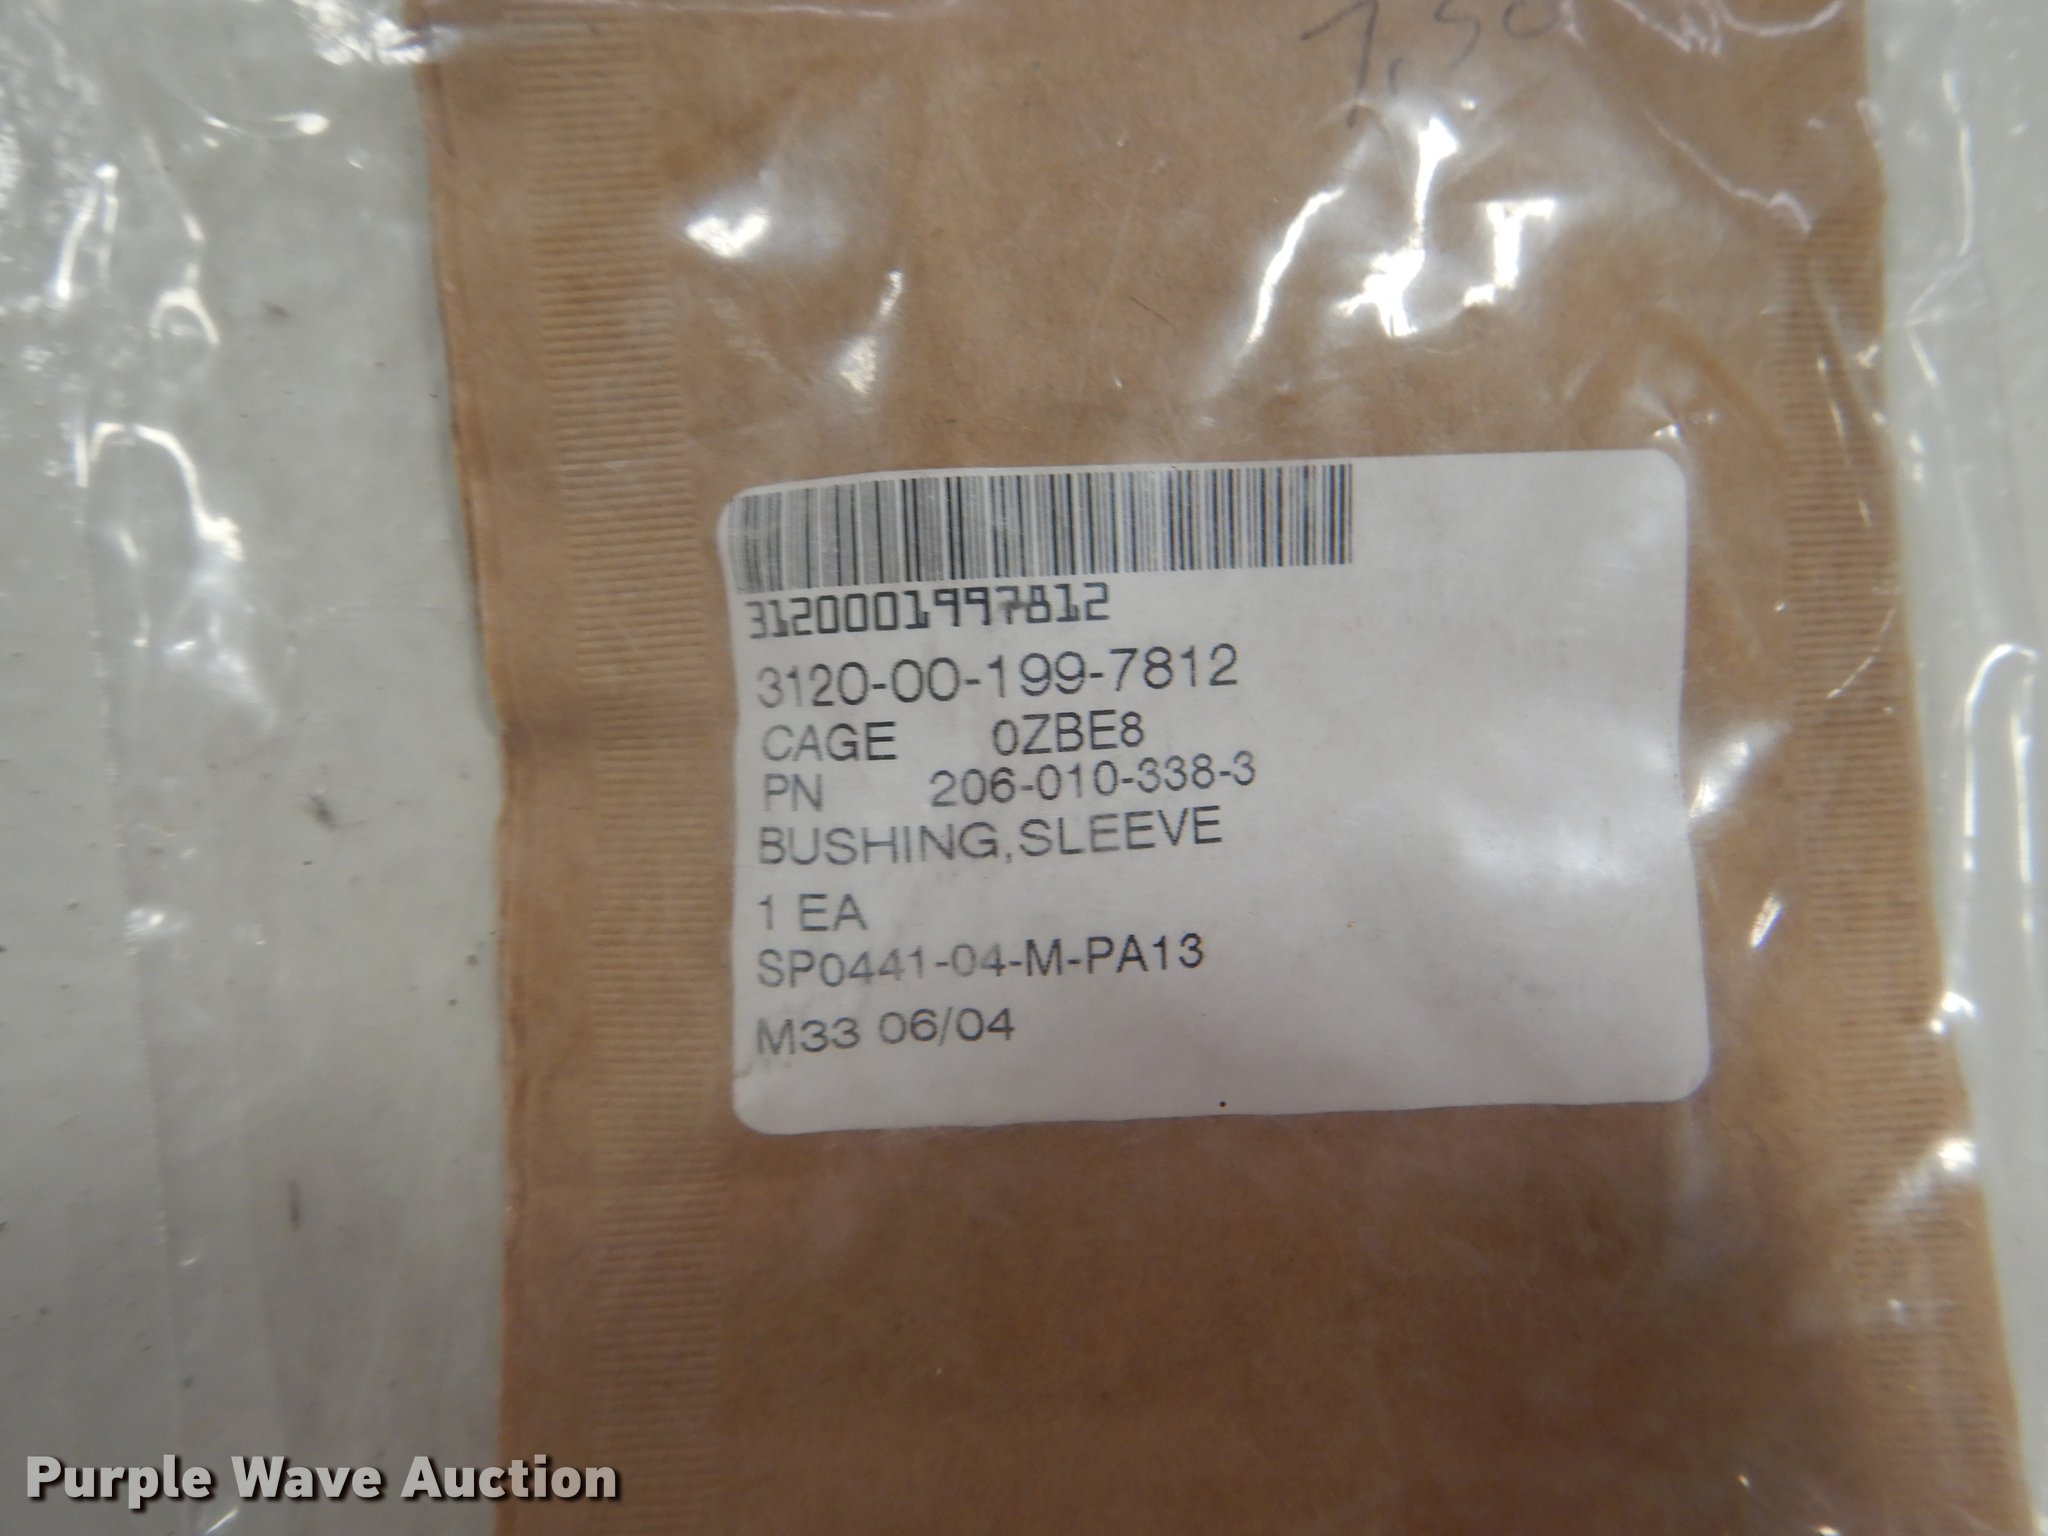 3120001997812
3120-00-199-7812
CAGE 0ZBE8
PN 206-010-338-3
BUSHING,SLEEVE
1 EA
SP0441-04-M-PA13
M33 06/04
Purple Wave Auction